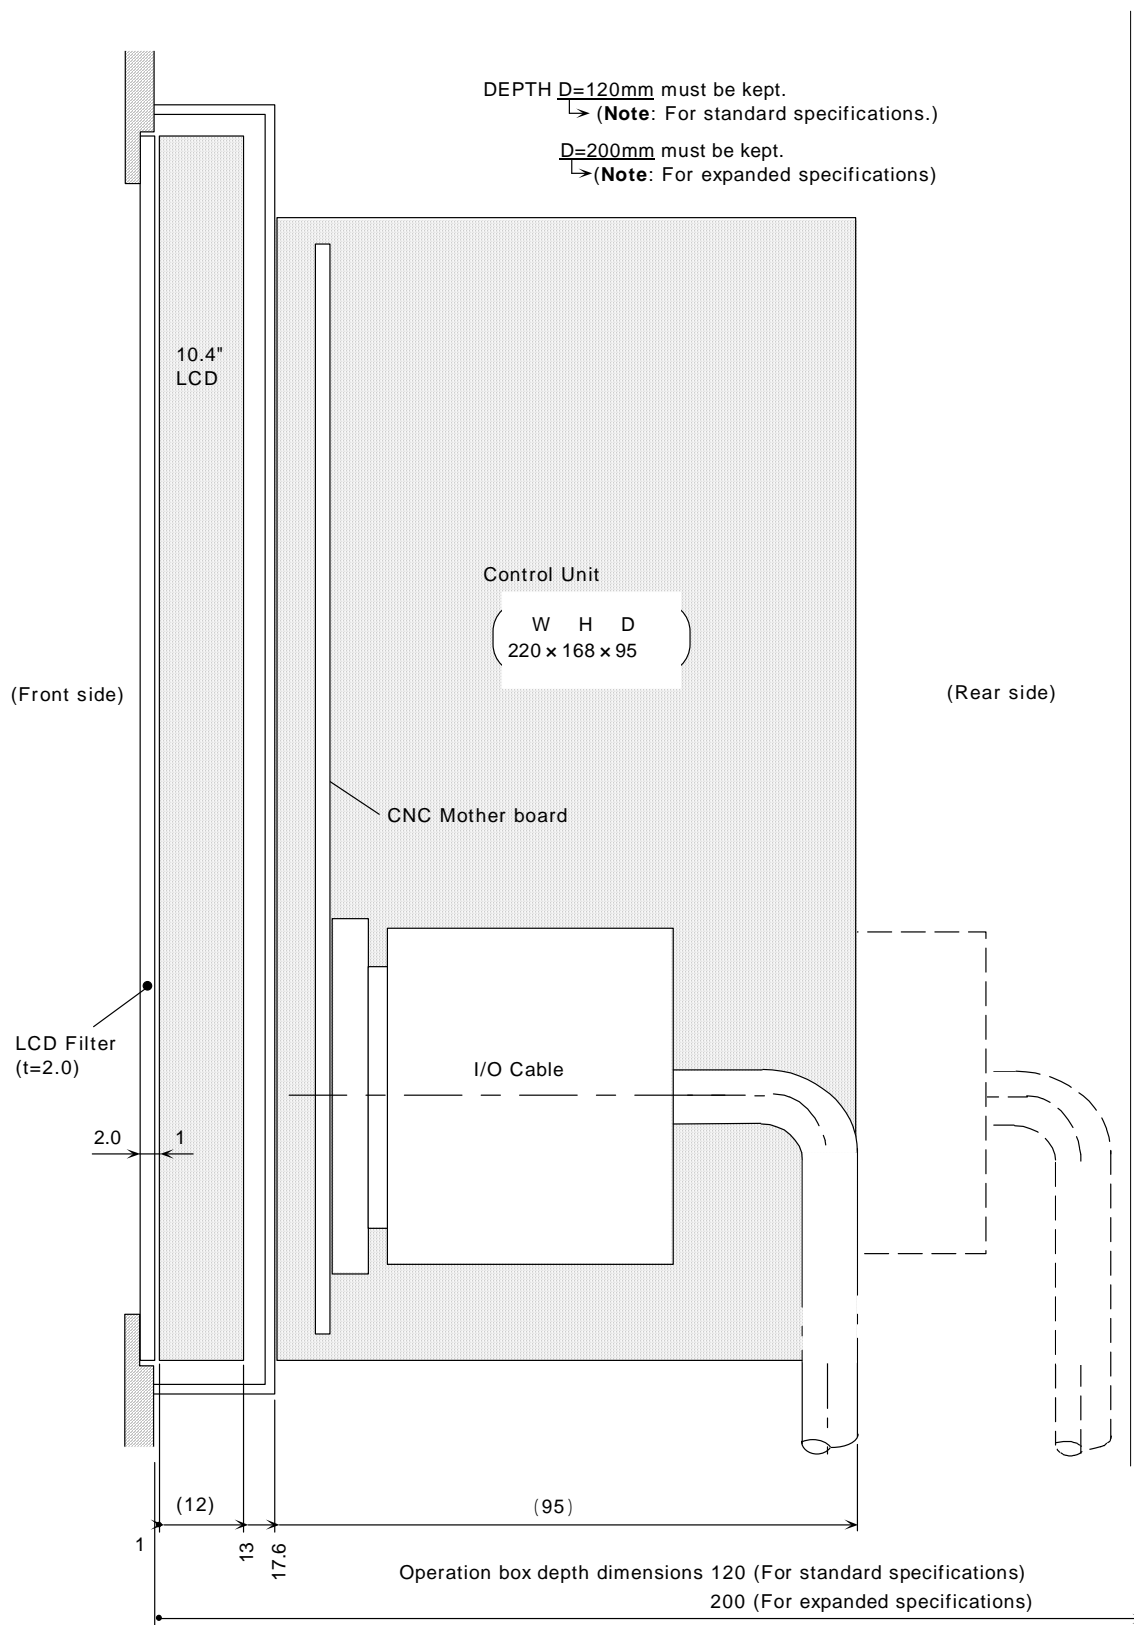 DEPTH D=120mm must be kept.
(Note: For standard specifications.)
D=200mm must be kept.
(Note: For expanded specifications)
10.4"
LCD
Control Unit
W H D
220 × 168 × 95
(Front side)
(Rear side)
CNC Mother board
LCD Filter
(t=2.0)
I/O Cable
2.0 1
(12)
(95)
1
13
17.6
Operation box depth dimensions 120 (For standard specifications)
200 (For expanded specifications)